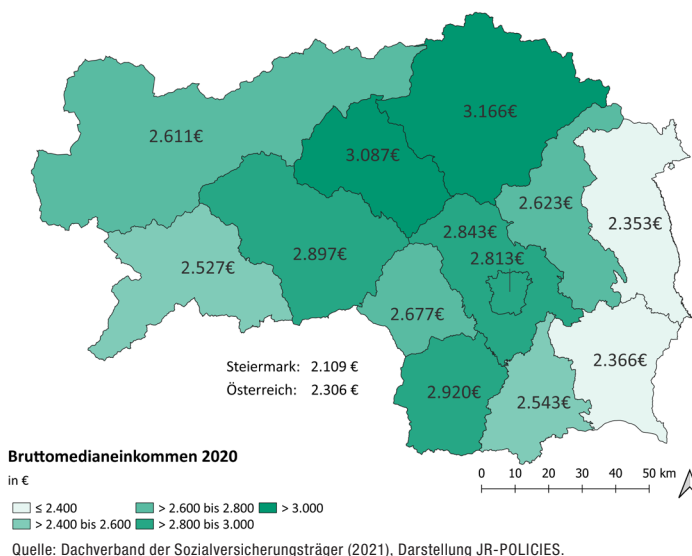 3.166€
2.611€
3.087€
2.623€
2.353€
2.843€
2.897€
2.813€
2.527€
2.677€
Steiermark: 2.109 €
2.366€
Österreich: 2.306 €
2.920€
2.543€
Bruttomedianeinkommen 2020
in €
0 10 20 30 40 50 km
≤ 2.400 > 2.600 bis 2.800 > 3.000
> 2.400 bis 2.600 > 2.800 bis 3.000
Quelle: Dachverband der Sozialversicherungsträger (2021), Darstellung JR-POLICIES.